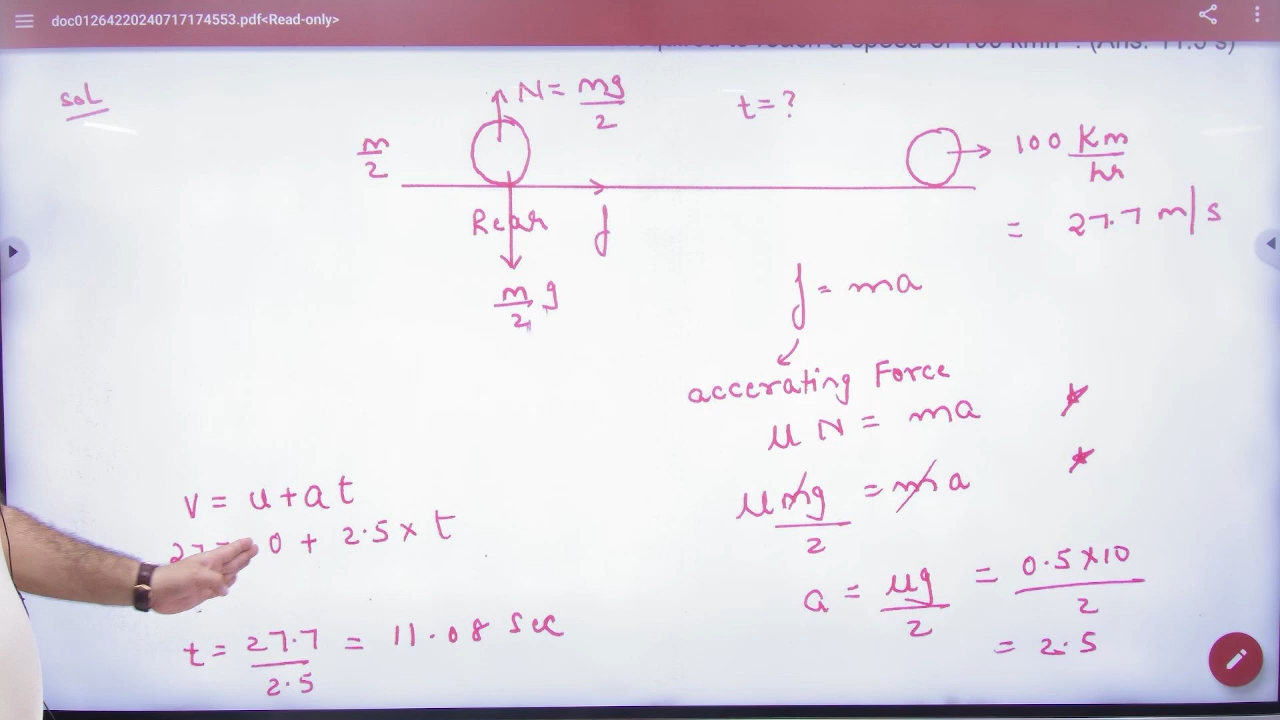 doc01264220240717174553.pdf<Read-only>
sol
N = mg/2
t = ?
m/2
100 Km/hr
= 27.7 m/s
Rear
f
m/2 g
f = ma
accerating Force
μN = ma
μmg/2 = ma
a = μg/2 = 0.5×10/2
= 2.5
v = u+at
0 + 2.5 × t
t = 27.7/2.5 = 11.08 sec